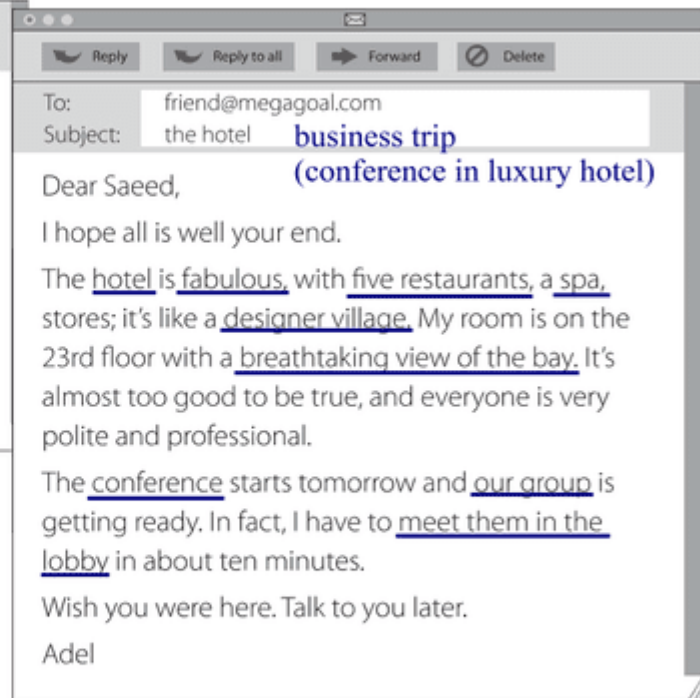 Reply Reply to all Forward Delete
To: friend@megagoal.com
Subject: the hotel business trip
(conference in luxury hotel)
Dear Saeed,
I hope all is well your end.
The hotel is fabulous, with five restaurants, a spa,
stores; it's like a designer village. My room is on the
23rd floor with a breathtaking view of the bay. It's
almost too good to be true, and everyone is very
polite and professional.
The conference starts tomorrow and our group is
getting ready. In fact, I have to meet them in the
lobby in about ten minutes.
Wish you were here. Talk to you later.
Adel